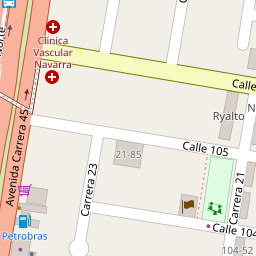 Norte
Clínica
Vascular
Navarra
Calle
Ryalto
N
Avenida Carrera 45
Calle 105
21-85
Carrera 23
Carrera 21
Petrobras
Calle 104
104-52